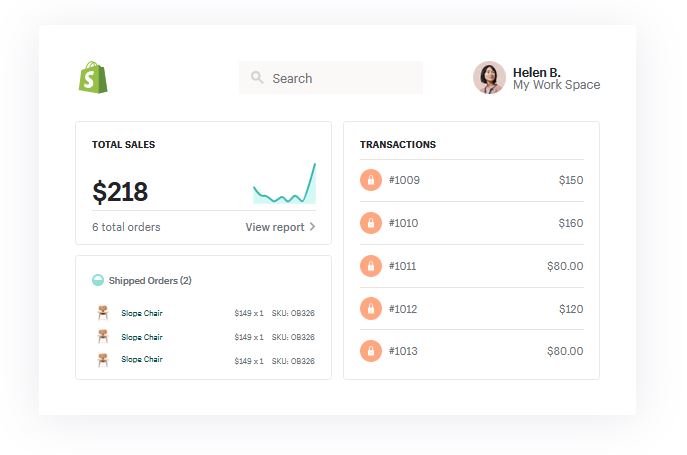 Search
Helen B.
My Work Space
TOTAL SALES
$218
6 total orders
View report
Shipped Orders (2)
Slope Chair
$149 x 1
SKU: OB326
Slope Chair
$149 x 1
SKU: OB326
Slope Chair
$149 x 1
SKU: OB326
TRANSACTIONS
#1009
$150
#1010
$160
#1011
$80.00
#1012
$120
#1013
$80.00